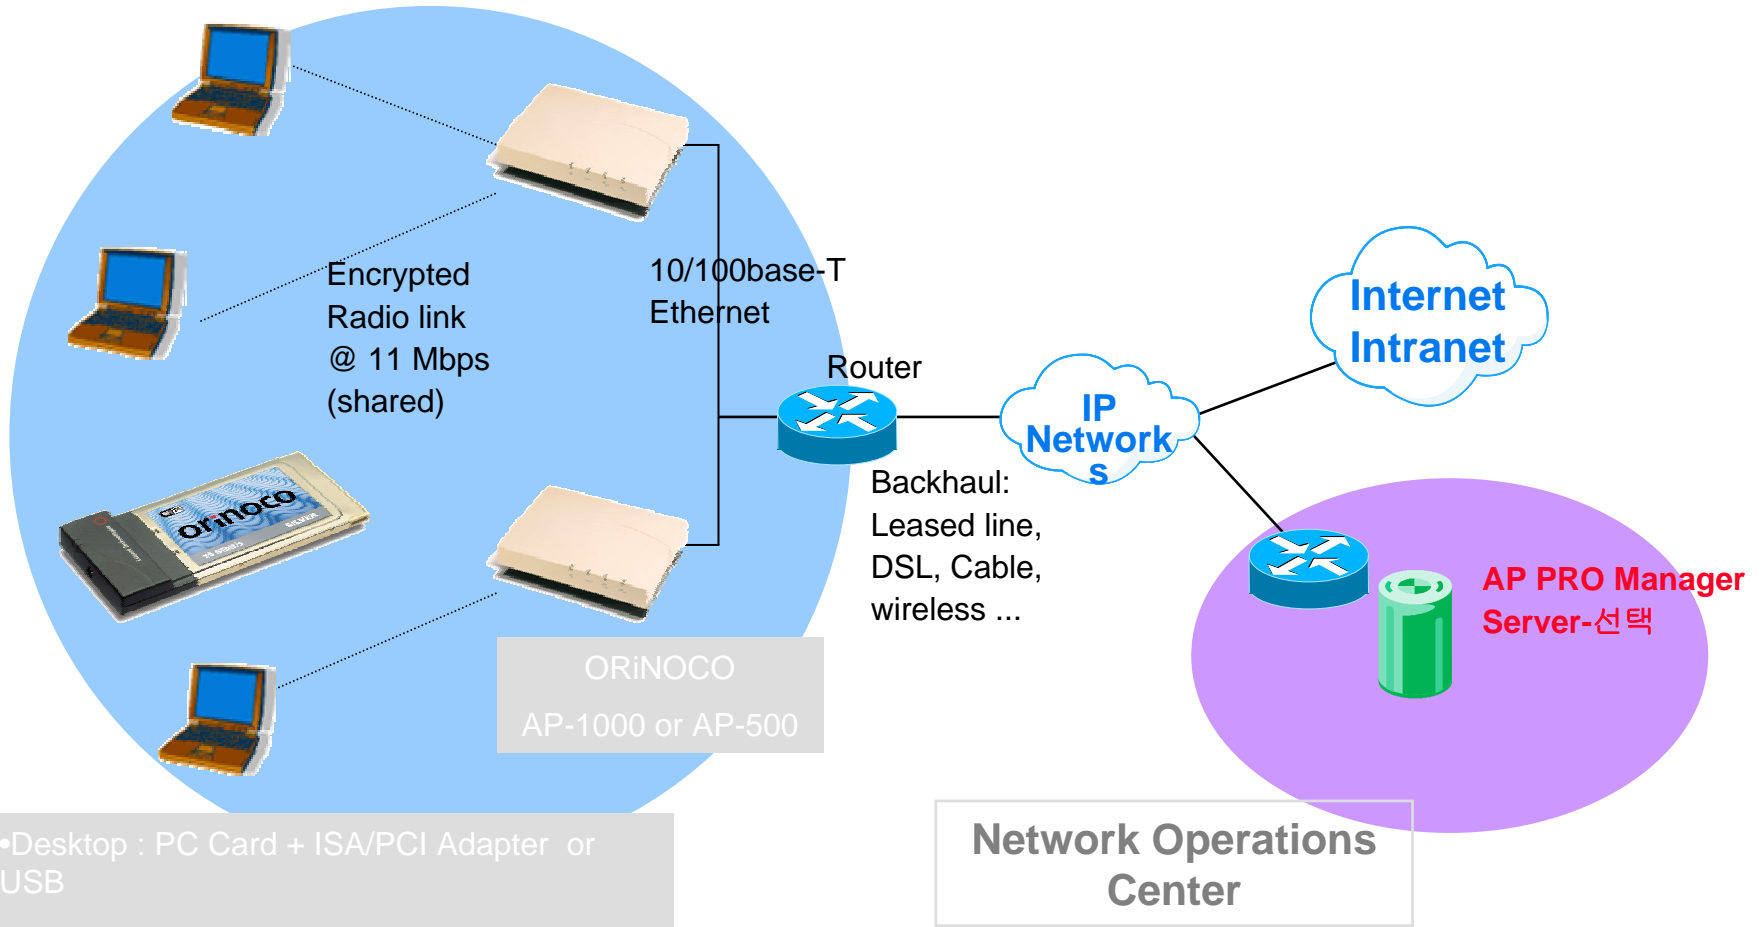 Encrypted
Radio link
@ 11 Mbps
(shared)
10/100base-T
Ethernet
Router
Internet
Intranet
IP
Network
s
Backhaul:
Leased line,
DSL, Cable,
wireless ...
orinoco
SILVER
AP PRO Manager
Server-선택
ORiNOCO
AP-1000 or AP-500
•Desktop : PC Card + ISA/PCI Adapter or
USB
Network Operations
Center